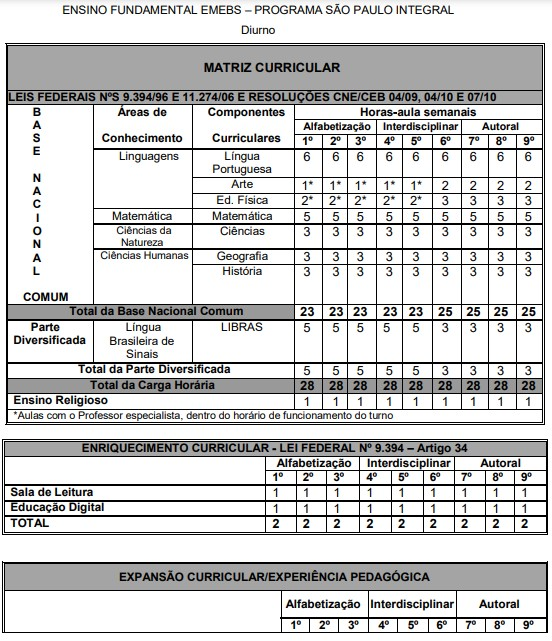 ENSINO FUNDAMENTAL EMEBS – PROGRAMA SÃO PAULO INTEGRAL
Diurno
MATRIZ CURRICULAR
LEIS FEDERAIS NºS 9.394/96 E 11.274/06 E RESOLUÇÕES CNE/CEB 04/09, 04/10 E 07/10
BASE NACIONAL COMUM
Áreas de Conhecimento Componentes Curriculares Horas-aula semanais
Alfabetização Interdisciplinar Autoral
1º 2º 3º 4º 5º 6º 7º 8º 9º
Linguagens Língua Portuguesa 6 6 6 6 6 6 6 6 6
Arte 1* 1* 1* 1* 1* 2 2 2 2
Ed. Física 2* 2* 2* 2* 2* 3 3 3 3
Matemática Matemática 5 5 5 5 5 5 5 5 5
Ciências da Natureza Ciências 3 3 3 3 3 3 3 3 3
Ciências Humanas Geografia 3 3 3 3 3 3 3 3 3
História 3 3 3 3 3 3 3 3 3
Total da Base Nacional Comum 23 23 23 23 23 25 25 25 25
Parte Diversificada Língua Brasileira de Sinais LIBRAS 5 5 5 5 5 3 3 3 3
Total da Parte Diversificada 5 5 5 5 5 3 3 3 3
Total da Carga Horária 28 28 28 28 28 28 28 28 28
Ensino Religioso 1 1 1 1 1 1 1 1 1
*Aulas com o Professor especialista, dentro do horário de funcionamento do turno
ENRIQUECIMENTO CURRICULAR - LEI FEDERAL Nº 9.394 – Artigo 34
Alfabetização Interdisciplinar Autoral
1º 2º 3º 4º 5º 6º 7º 8º 9º
Sala de Leitura 1 1 1 1 1 1 1 1 1
Educação Digital 1 1 1 1 1 1 1 1 1
TOTAL 2 2 2 2 2 2 2 2 2
EXPANSÃO CURRICULAR/EXPERIÊNCIA PEDAGÓGICA
Alfabetização Interdisciplinar Autoral
1º 2º 3º 4º 5º 6º 7º 8º 9º